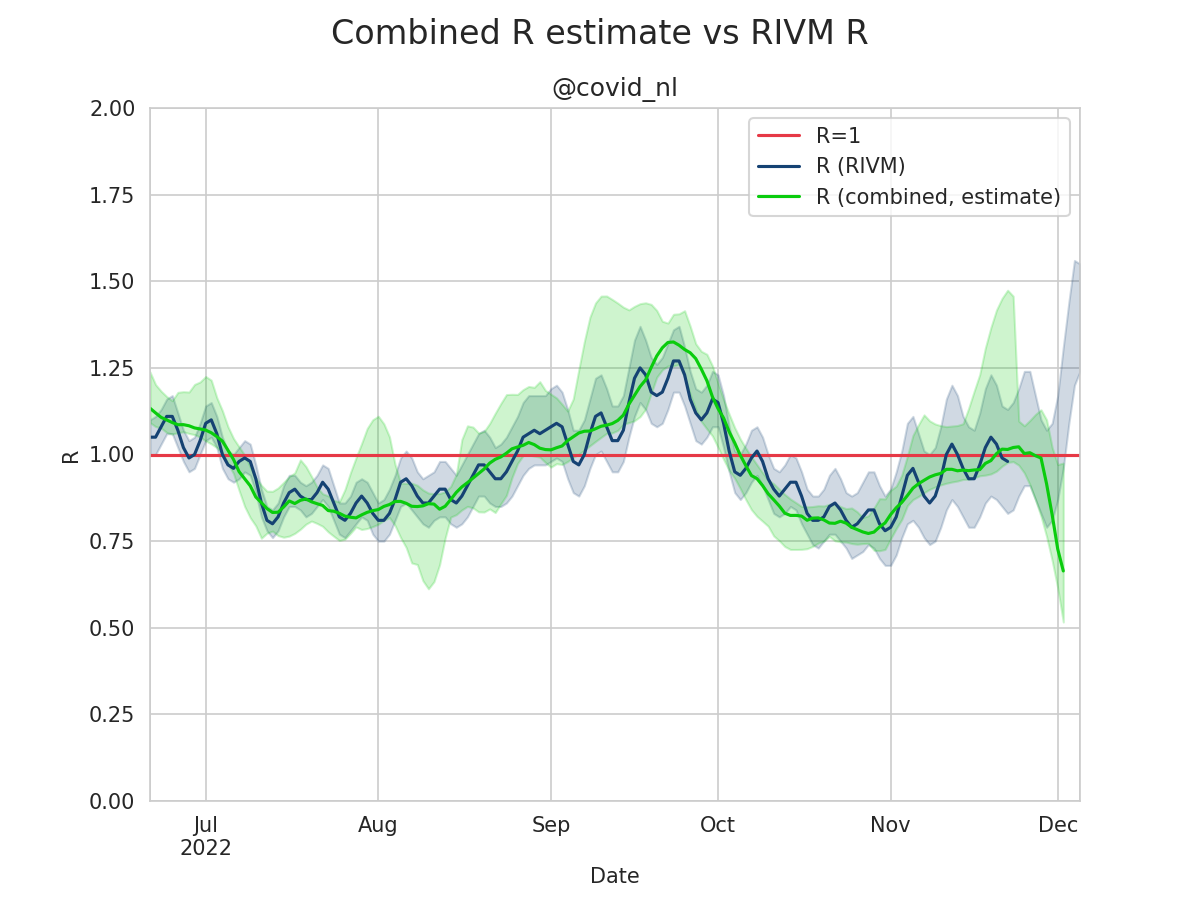 Combined R estimate vs RIVM R
@covid_nl
2.00
1.75
1.50
1.25
1.00
0.75
0.50
0.25
0.00
R
R=1
R (RIVM)
R (combined, estimate)
Jul Aug Sep Oct Nov Dec
2022
Date